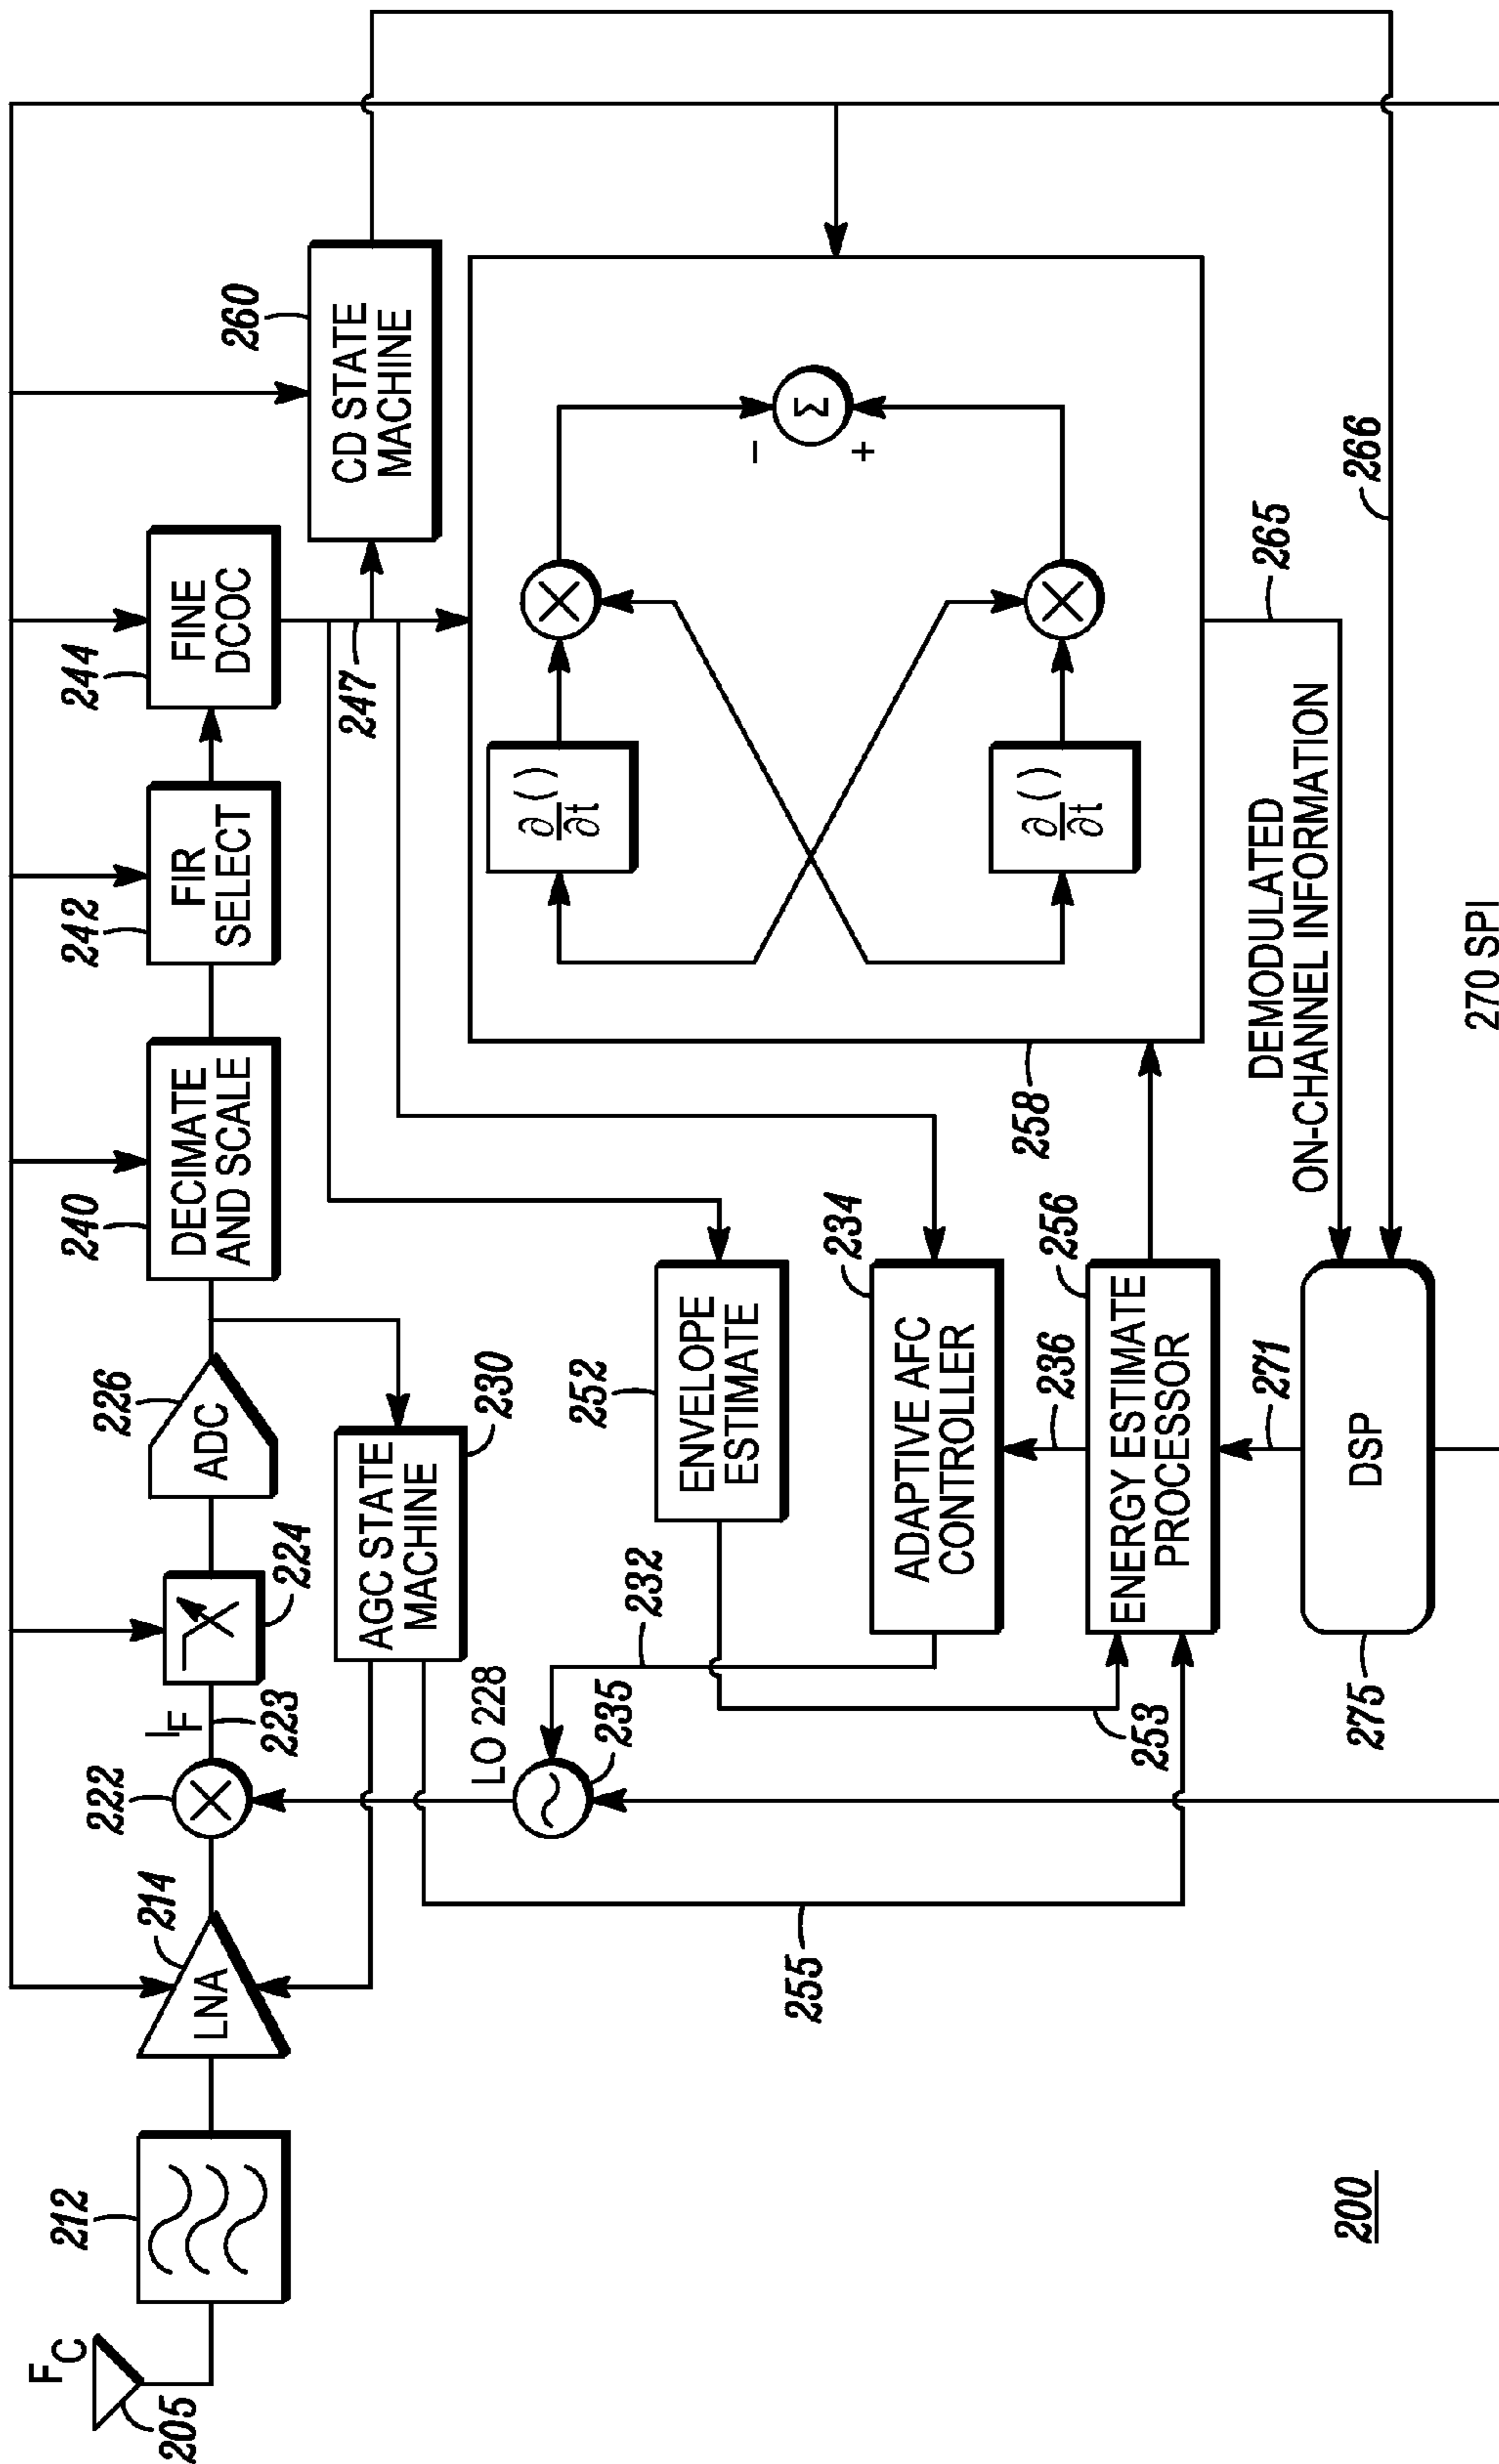 F_C
205
212
214
LNA
222
I_F
223
224
226
ADC
240
DECIMATE
AND SCALE
242
FIR
SELECT
244
FINE
DCOC
247
260
CD STATE
MACHINE
AGC STATE
MACHINE
230
LO 228
235
232
252
ENVELOPE
ESTIMATE
234
ADAPTIVE AFC
CONTROLLER
236
256
ENERGY ESTIMATE
PROCESSOR
253
255
258
∂( )
∂t
∂( )
∂t
−
Σ
+
265
266
DEMODULATED
ON-CHANNEL INFORMATION
271
DSP
275
270 SPI
200